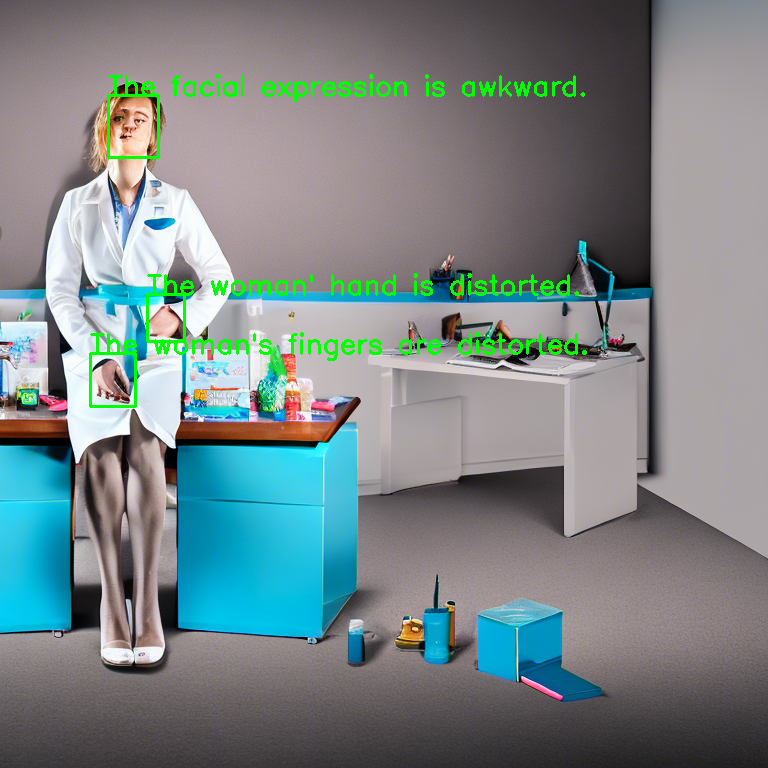 The facial expression is awkward.
The woman' hand is distorted.
The woman's fingers are distorted.